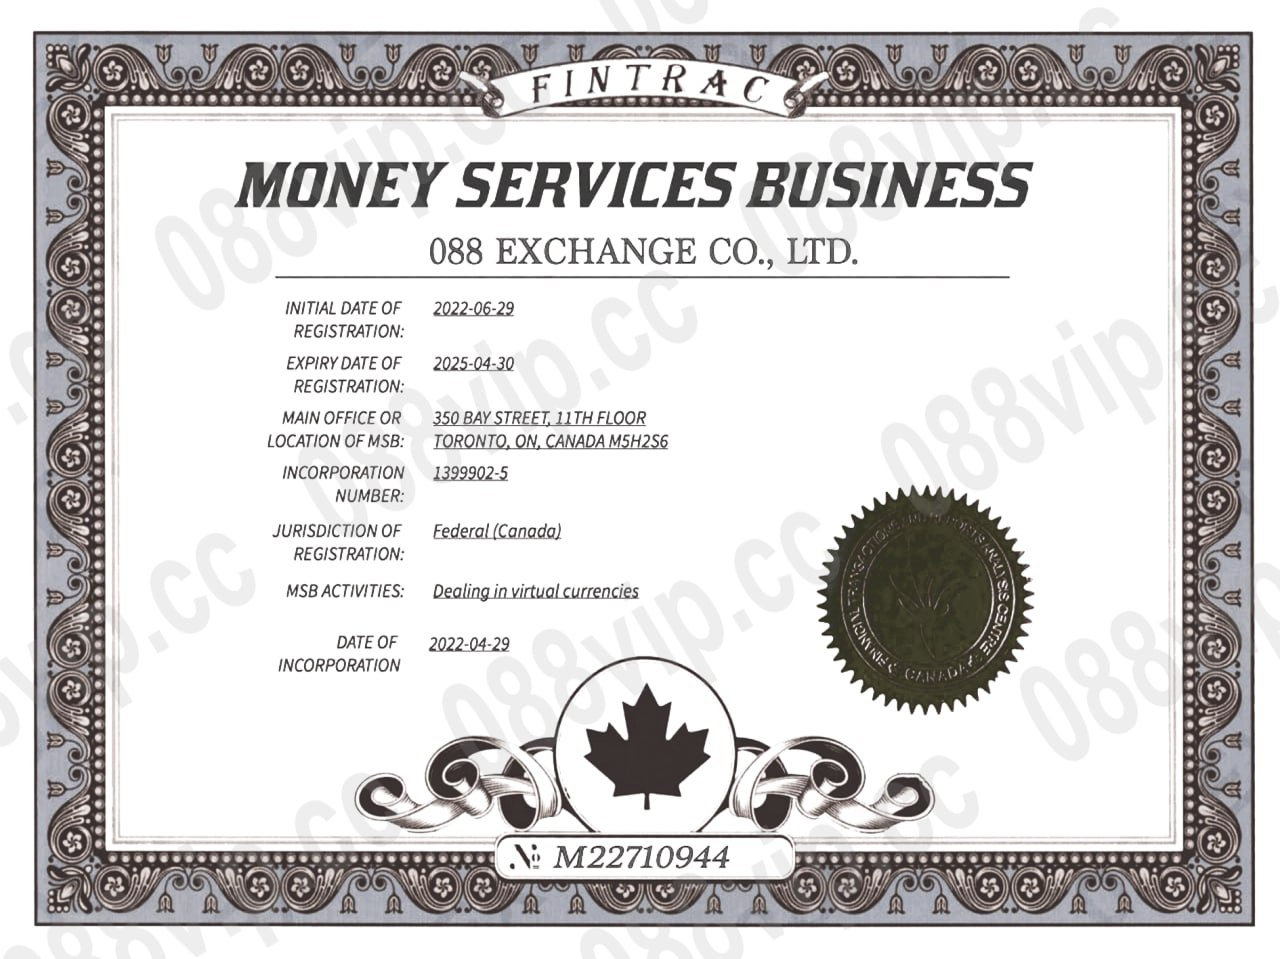 FINTRAC
MONEY SERVICES BUSINESS
088 EXCHANGE CO., LTD.
INITIAL DATE OF REGISTRATION: 2022-06-29
EXPIRY DATE OF REGISTRATION: 2025-04-30
MAIN OFFICE OR LOCATION OF MSB: 350 BAY STREET, 11TH FLOOR TORONTO, ON, CANADA M5H2S6
INCORPORATION NUMBER: 1399902-5
JURISDICTION OF REGISTRATION: Federal (Canada)
MSB ACTIVITIES: Dealing in virtual currencies
DATE OF INCORPORATION 2022-04-29
FINANCIAL TRANSACTIONS AND REPORTS ANALYSIS CENTRE
CANADA
№ M22710944
088vip.cc
088vip.cc
088vip.cc
088vip.cc
088vip.cc